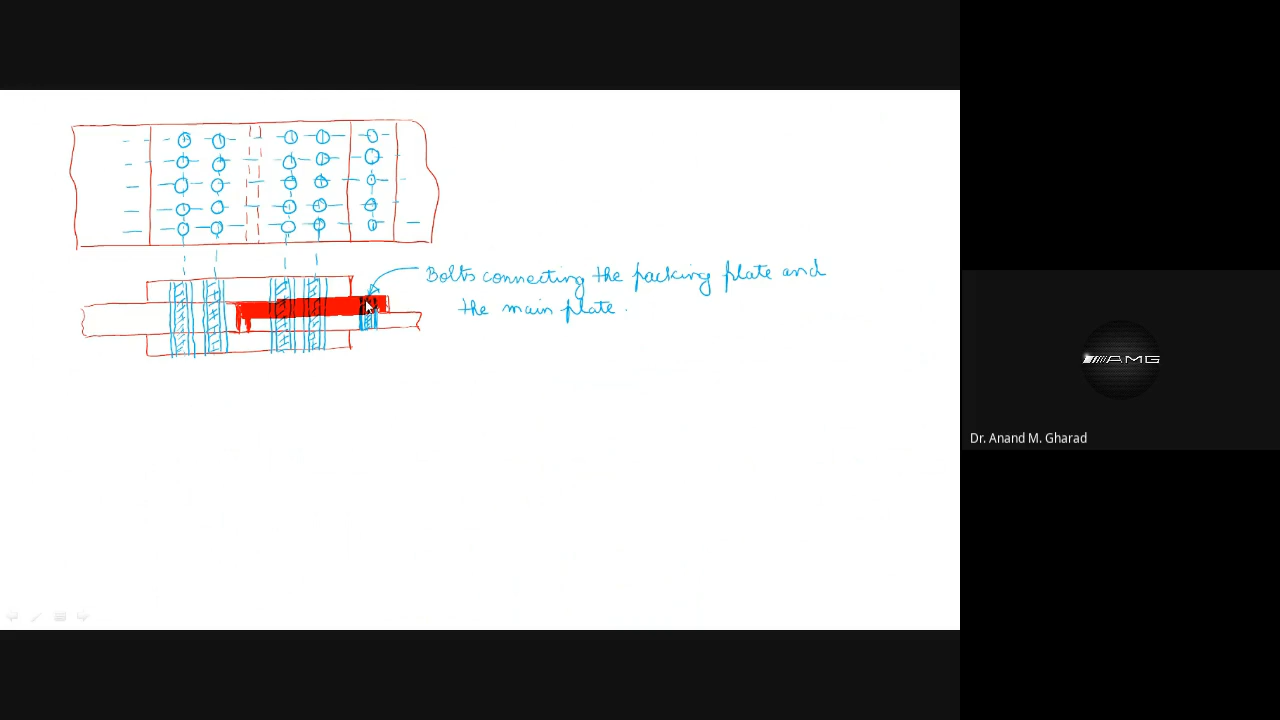 Bolts connecting the packing plate and
the main plate.
AMG
Dr. Anand M. Gharad